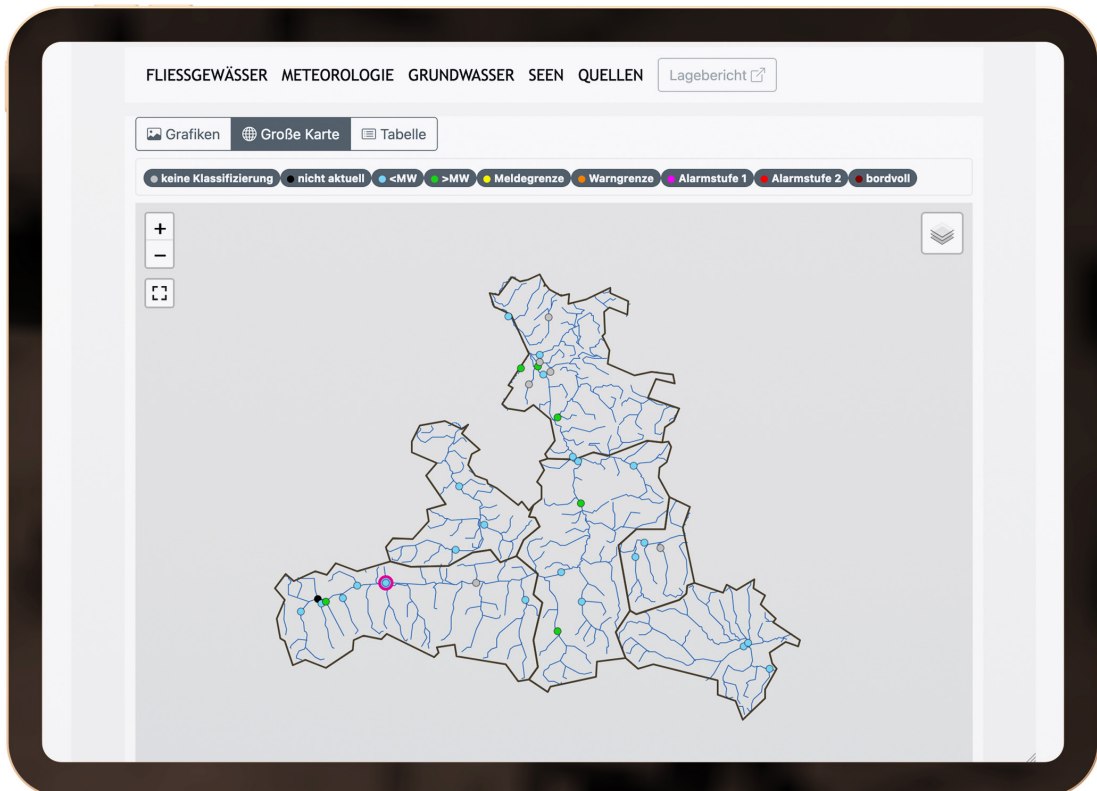 FLIESSGEWÄSSER METEOROLOGIE GRUNDWASSER SEEN QUELLEN Lagebericht
Grafiken Große Karte Tabelle
keine Klassifizierung nicht aktuell <MW >MW Meldegrenze Warngrenze Alarmstufe 1 Alarmstufe 2 bordvoll
+
−